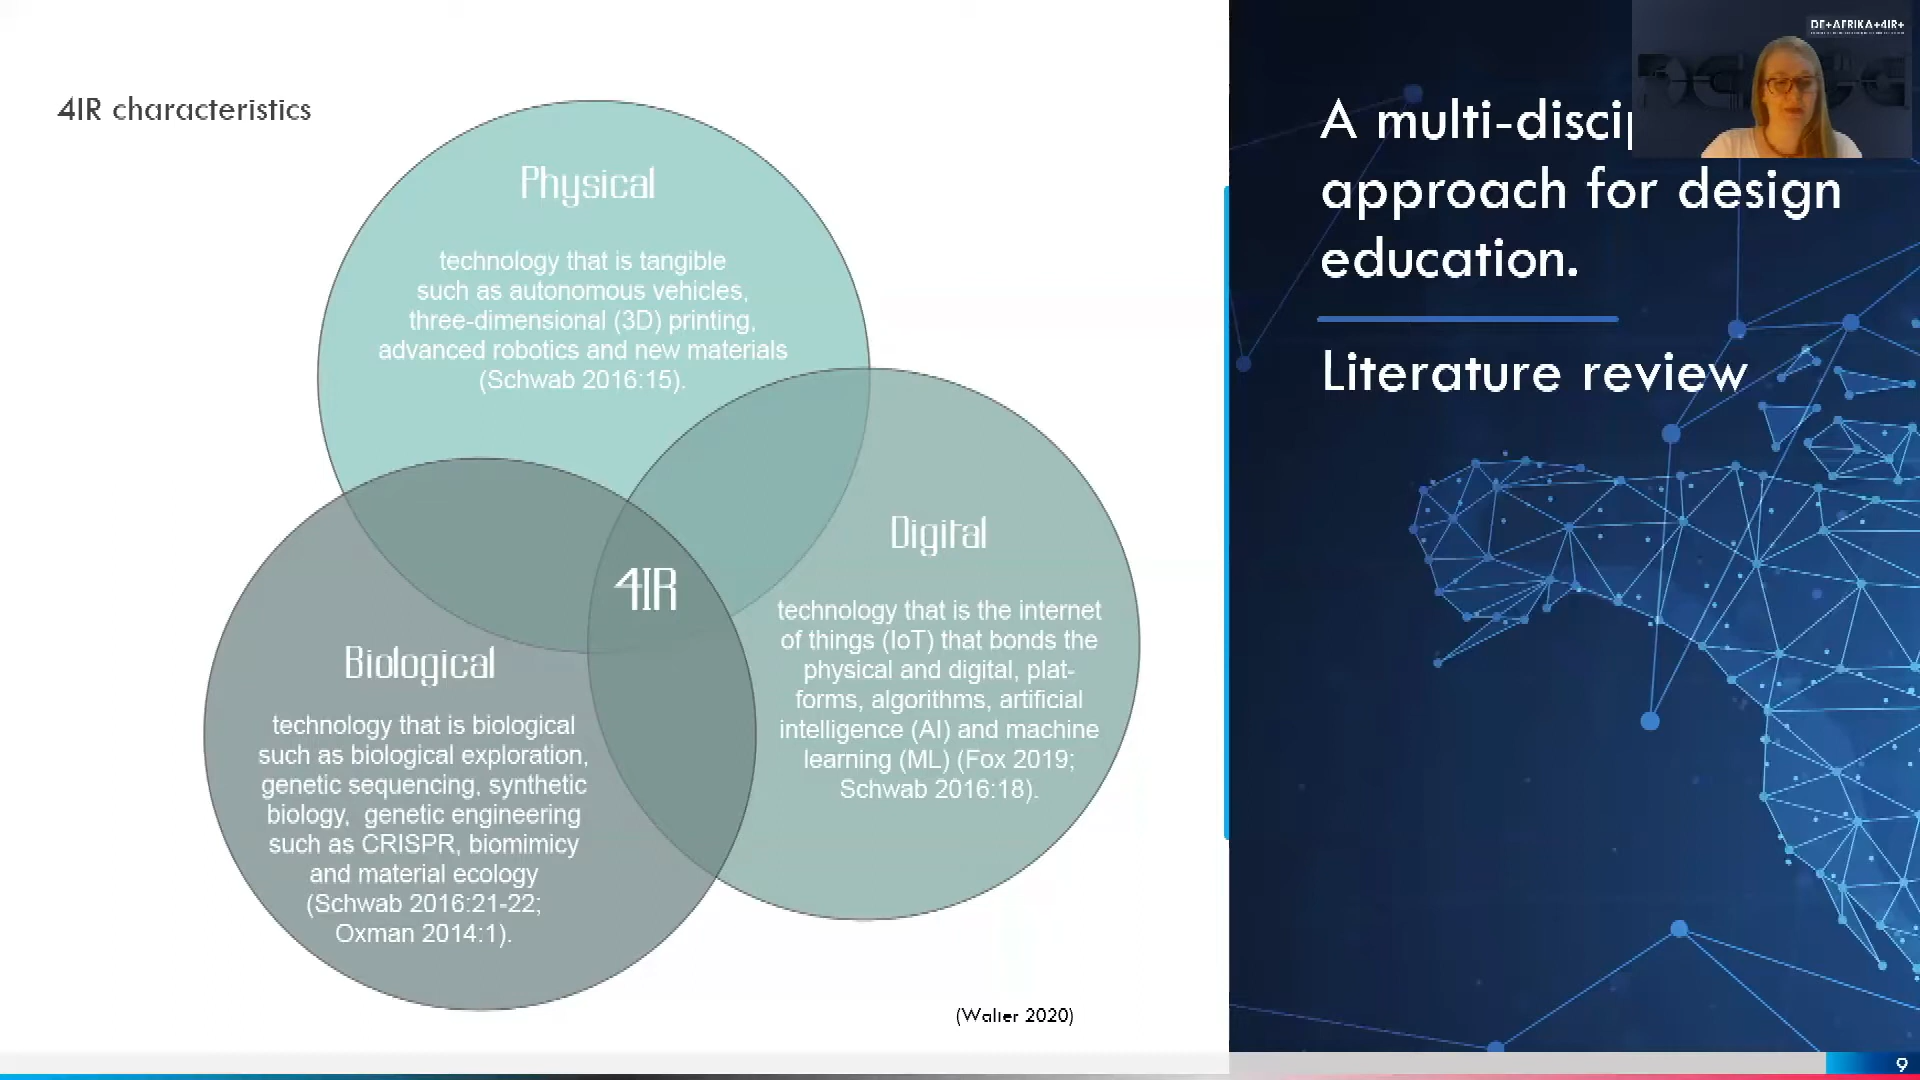 4IR characteristics
Physical
technology that is tangible
such as autonomous vehicles,
three-dimensional (3D) printing,
advanced robotics and new materials
(Schwab 2016:15).
Digital
technology that is the internet
of things (IoT) that bonds the
physical and digital, plat-
forms, algorithms, artificial
intelligence (AI) and machine
learning (ML) (Fox 2019;
Schwab 2016:18).
4IR
Biological
technology that is biological
such as biological exploration,
genetic sequencing, synthetic
biology, genetic engineering
such as CRISPR, biomimicy
and material ecology
(Schwab 2016:21-22;
Oxman 2014:1).
(Walier 2020)
A multi-discip
approach for design
education.
Literature review
DE+AFRIKA+4IR+
9